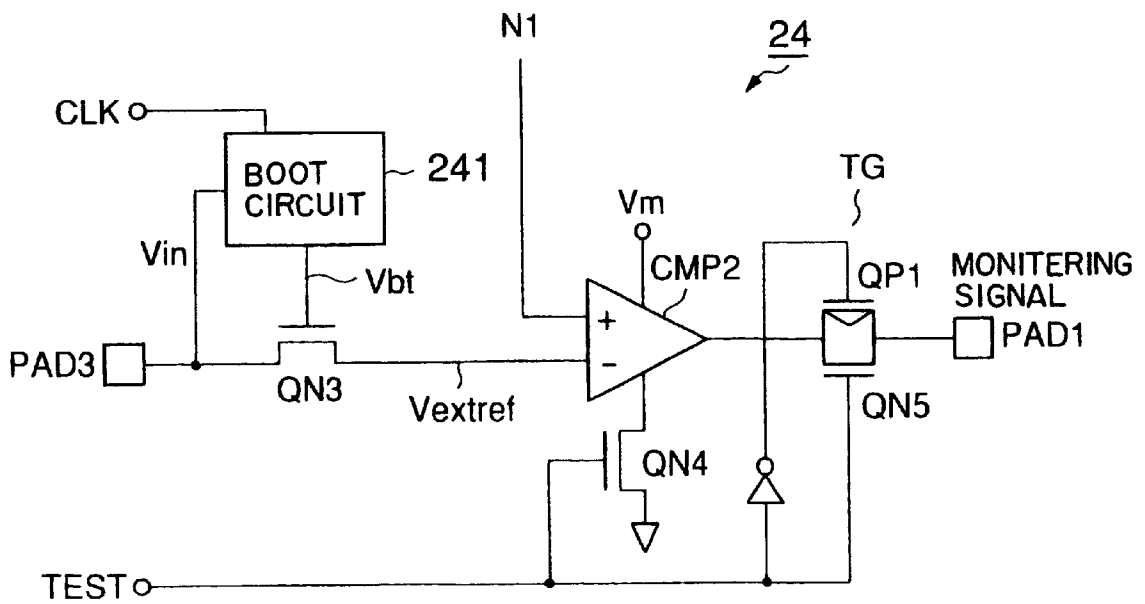 N1
24
CLK
BOOT
CIRCUIT
241
TG
Vm
Vin
Vbt
CMP2
QP1
MONITERING
SIGNAL
+
PAD3
PAD1
−
QN3
Vextref
QN5
QN4
TEST